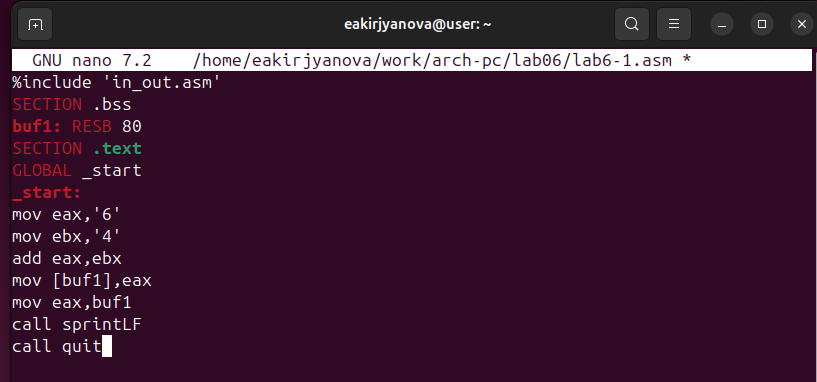 eakirjyanova@user: ~
GNU nano 7.2 /home/eakirjyanova/work/arch-pc/lab06/lab6-1.asm *
%include 'in_out.asm'
SECTION .bss
buf1: RESB 80
SECTION .text
GLOBAL _start
_start:
mov eax,'6'
mov ebx,'4'
add eax,ebx
mov [buf1],eax
mov eax,buf1
call sprintLF
call quit